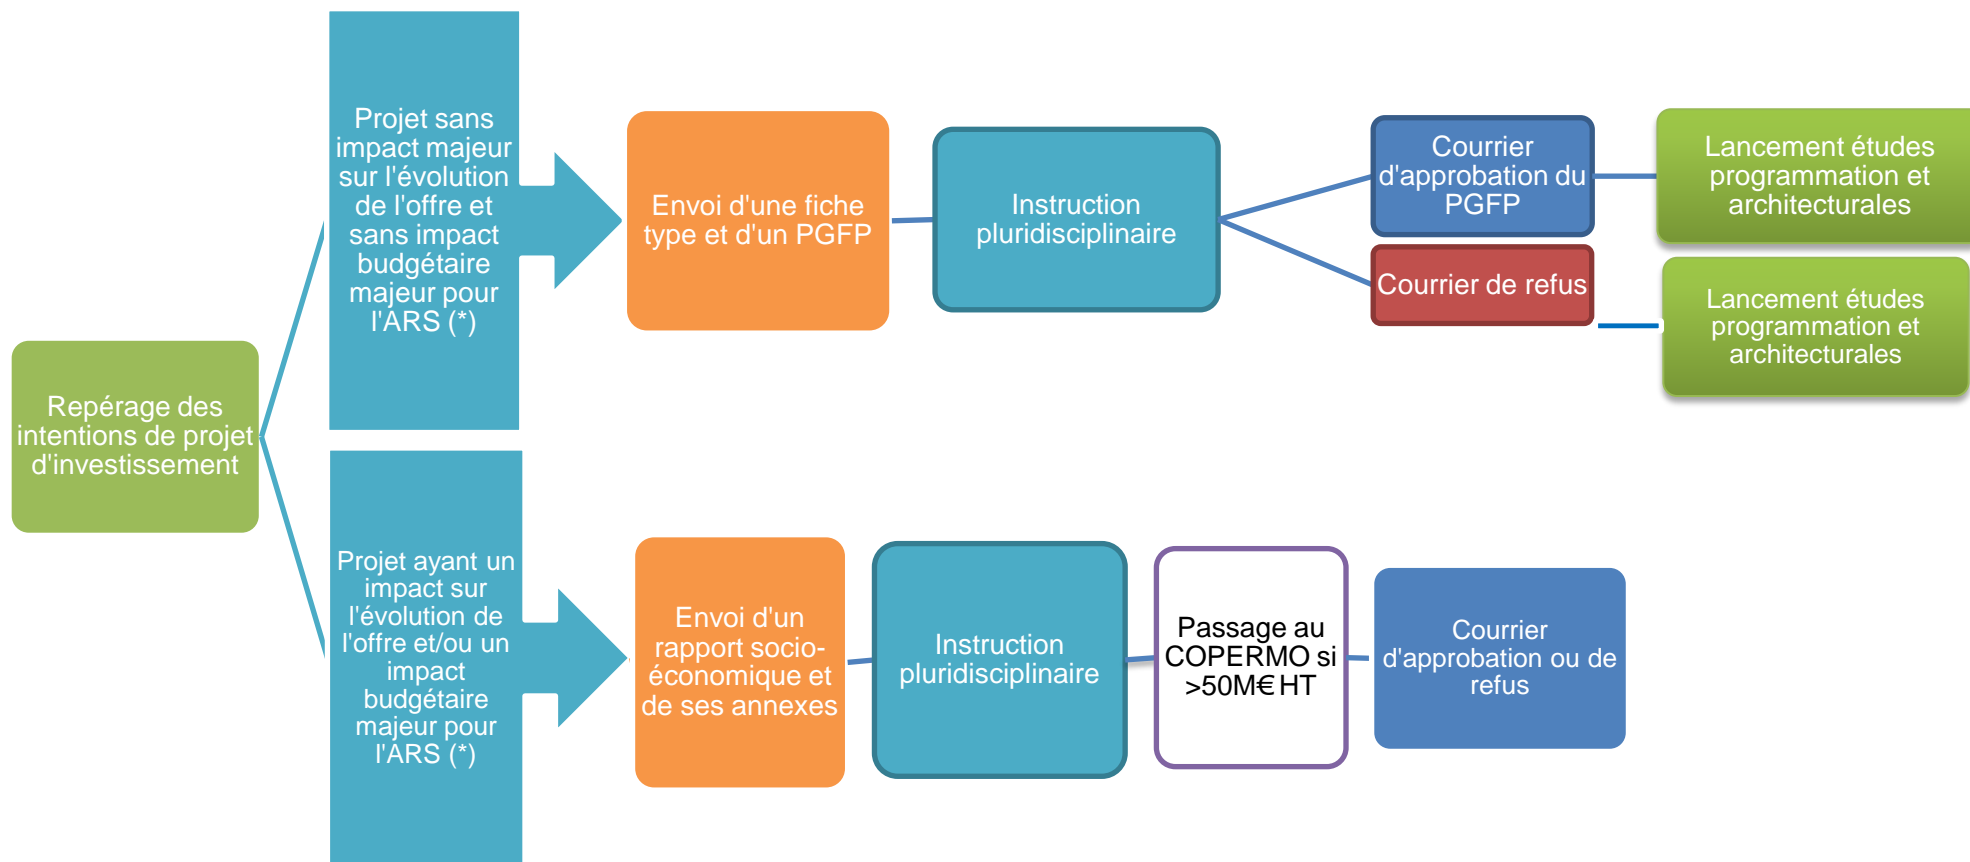 Repérage des
intentions de projet
d'investissement
Projet sans
impact majeur
sur l'évolution
de l'offre et
sans impact
budgétaire
majeur pour
l'ARS (*)
Envoi d'une fiche
type et d'un PGFP
Instruction
pluridisciplinaire
Courrier
d'approbation du
PGFP
Lancement études
programmation et
architecturales
Courrier de refus
Lancement études
programmation et
architecturales
Projet ayant un
impact sur
l'évolution de
l'offre et/ou un
impact
budgétaire
majeur pour
l'ARS (*)
Envoi d'un
rapport socio-
économique et
de ses annexes
Instruction
pluridisciplinaire
Passage au
COPERMO si
>50M€ HT
Courrier
d'approbation ou de
refus